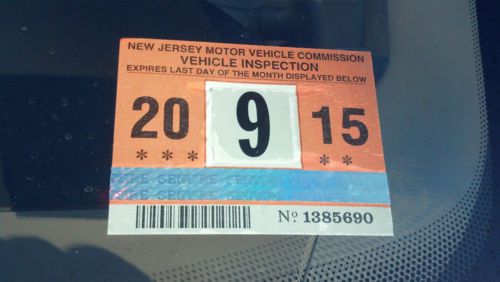 NEW JERSEY MOTOR VEHICLE COMMISSION
VEHICLE INSPECTION
EXPIRES LAST DAY OF THE MONTH DISPLAYED BELOW
20 9 15
*** **
Nº 1385690